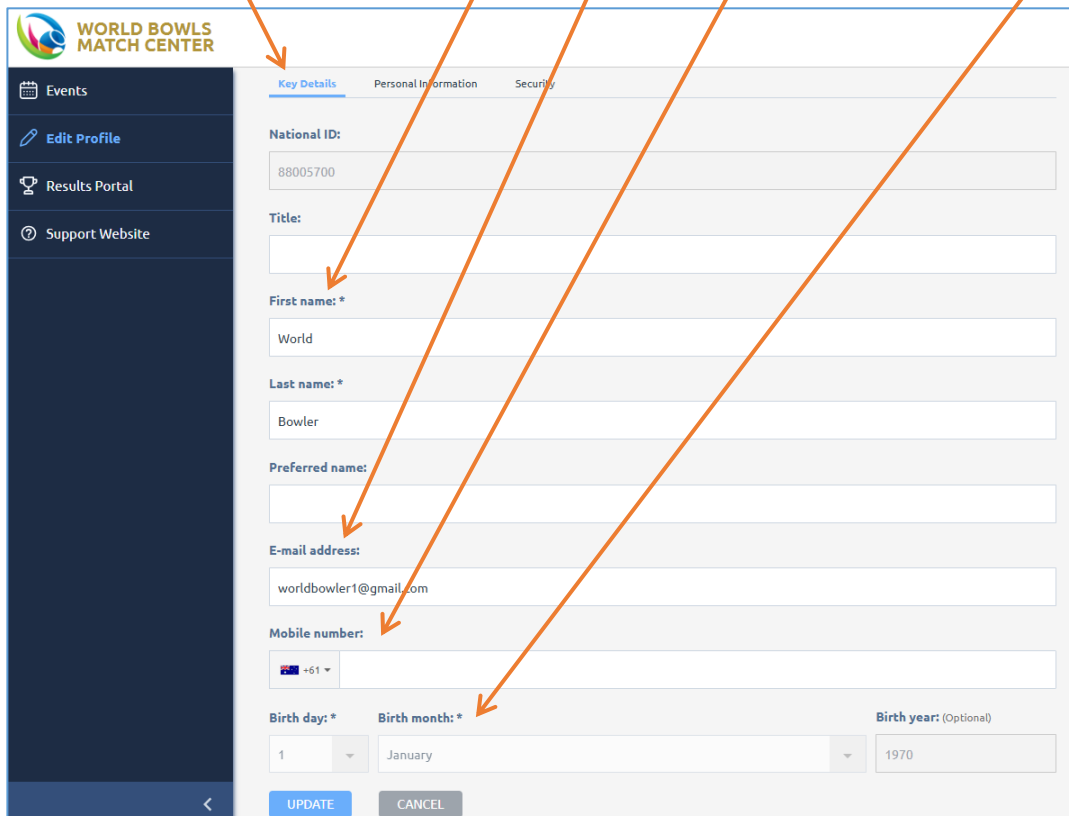 WORLD BOWLS
MATCH CENTER
Events
Edit Profile
Results Portal
Support Website
Key Details Personal Information Security
National ID:
88005700
Title:
First name: *
World
Last name: *
Bowler
Preferred name:
E-mail address:
worldbowler1@gmail.com
Mobile number:
+61
Birth day: * Birth month: * Birth year: (Optional)
1 January 1970
UPDATE CANCEL